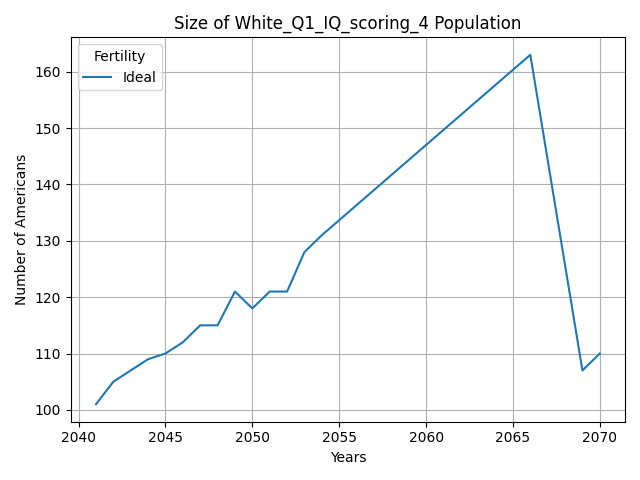 Size of White_Q1_IQ_scoring_4 Population
Fertility
Ideal
Number of Americans
160
150
140
130
120
110
100
2040 2045 2050 2055 2060 2065 2070
Years